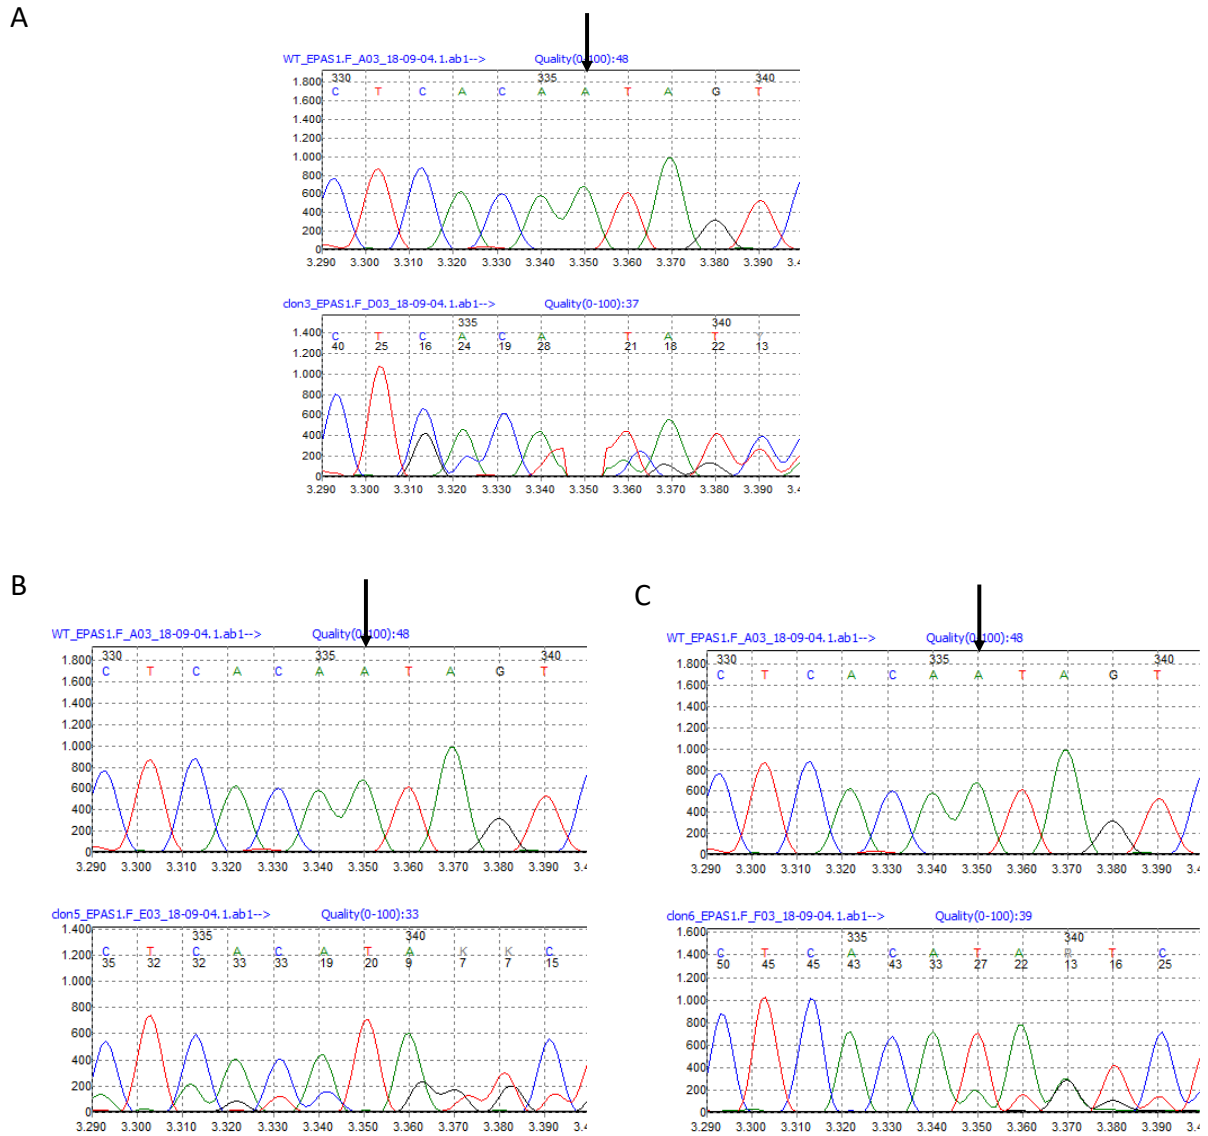 A
WT_EPAS1.F_A03_18-09-04.1.ab1--> Quality(0-100):48
330 335 340
C T C A C A A T A G T
1.800
1.600
1.400
1.200
1.000
800
600
400
200
0
3.290 3.300 3.310 3.320 3.330 3.340 3.350 3.360 3.370 3.380 3.390 3.4
clon3_EPAS1.F_D03_18-09-04.1.ab1--> Quality(0-100):37
335 340
1.400
C T C A C A T A T
40 25 16 24 19 28 21 18 22 13
1.200
1.000
800
600
400
200
0
3.290 3.300 3.310 3.320 3.330 3.340 3.350 3.360 3.370 3.380 3.390 3.4
B
WT_EPAS1.F_A03_18-09-04.1.ab1--> Quality(0-100):48
330 335 340
C T C A C A A T A G T
1.800
1.600
1.400
1.200
1.000
800
600
400
200
0
3.290 3.300 3.310 3.320 3.330 3.340 3.350 3.360 3.370 3.380 3.390 3.4
clon5_EPAS1.F_E03_18-09-04.1.ab1--> Quality(0-100):33
1.400
335 340
C T C A C A T A K K C
35 32 32 33 33 19 20 9 7 7 15
1.200
1.000
800
600
400
200
0
3.290 3.300 3.310 3.320 3.330 3.340 3.350 3.360 3.370 3.380 3.390 3.4
C
WT_EPAS1.F_A03_18-09-04.1.ab1--> Quality(0-100):48
330 335 340
C T C A C A A T A G T
1.800
1.600
1.400
1.200
1.000
800
600
400
200
0
3.290 3.300 3.310 3.320 3.330 3.340 3.350 3.360 3.370 3.380 3.390 3.4
clon6_EPAS1.F_F03_18-09-04.1.ab1--> Quality(0-100):39
1.600
335 340
C T C A C A T A R T C
50 45 45 43 43 33 27 22 13 16 25
1.400
1.200
1.000
800
600
400
200
0
3.290 3.300 3.310 3.320 3.330 3.340 3.350 3.360 3.370 3.380 3.390 3.4